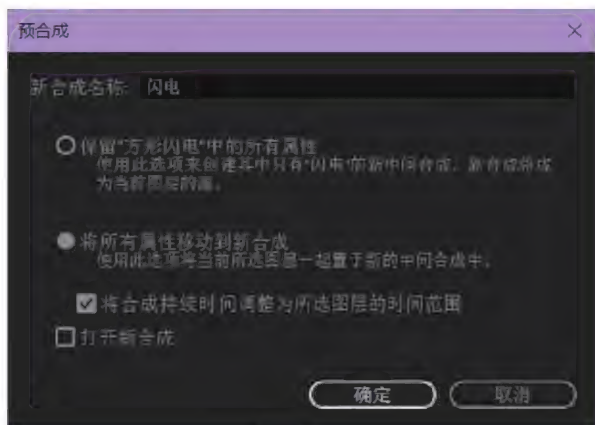 预合成
新合成名称: 闪电
保留"方形闪电"中的所有属性
使用此选项来创建其中只有"闪电"的新中间合成。新合成将成
为当前图层的源。
将所有属性移动到新合成
使用此选项将当前所选图层一起置于新的中间合成中。
将合成持续时间调整为所选图层的时间范围
打开新合成
确定
取消